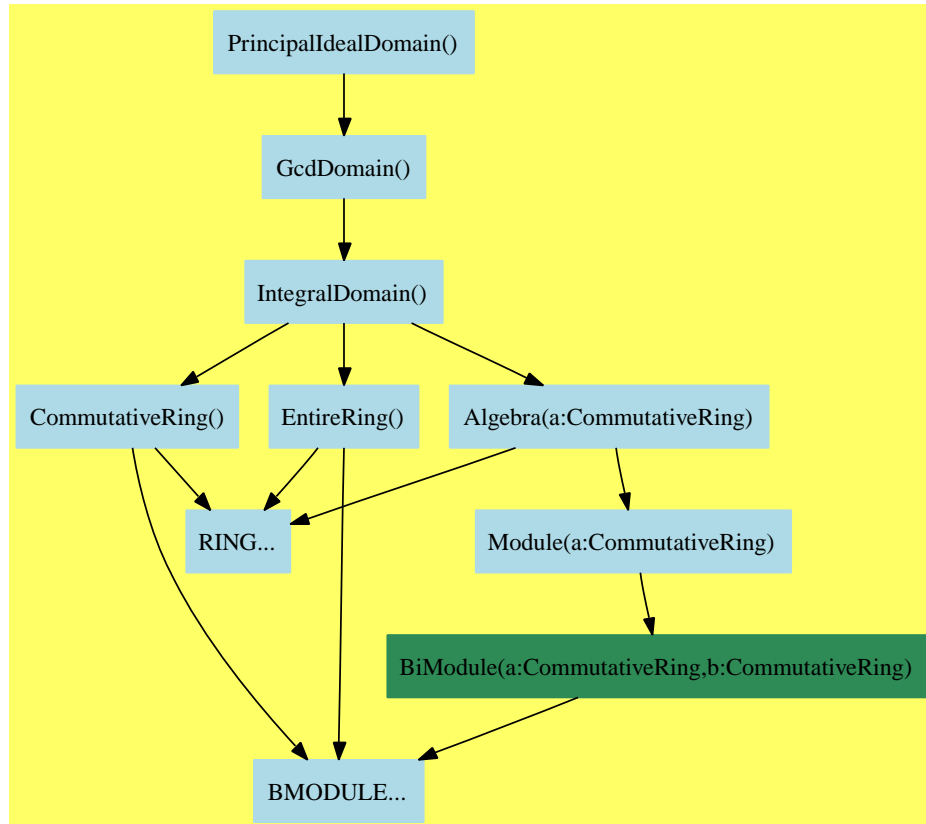 PrincipalIdealDomain()
GcdDomain()
IntegralDomain()
CommutativeRing()
EntireRing()
Algebra(a:CommutativeRing)
RING...
Module(a:CommutativeRing)
BiModule(a:CommutativeRing,b:CommutativeRing)
BMODULE...